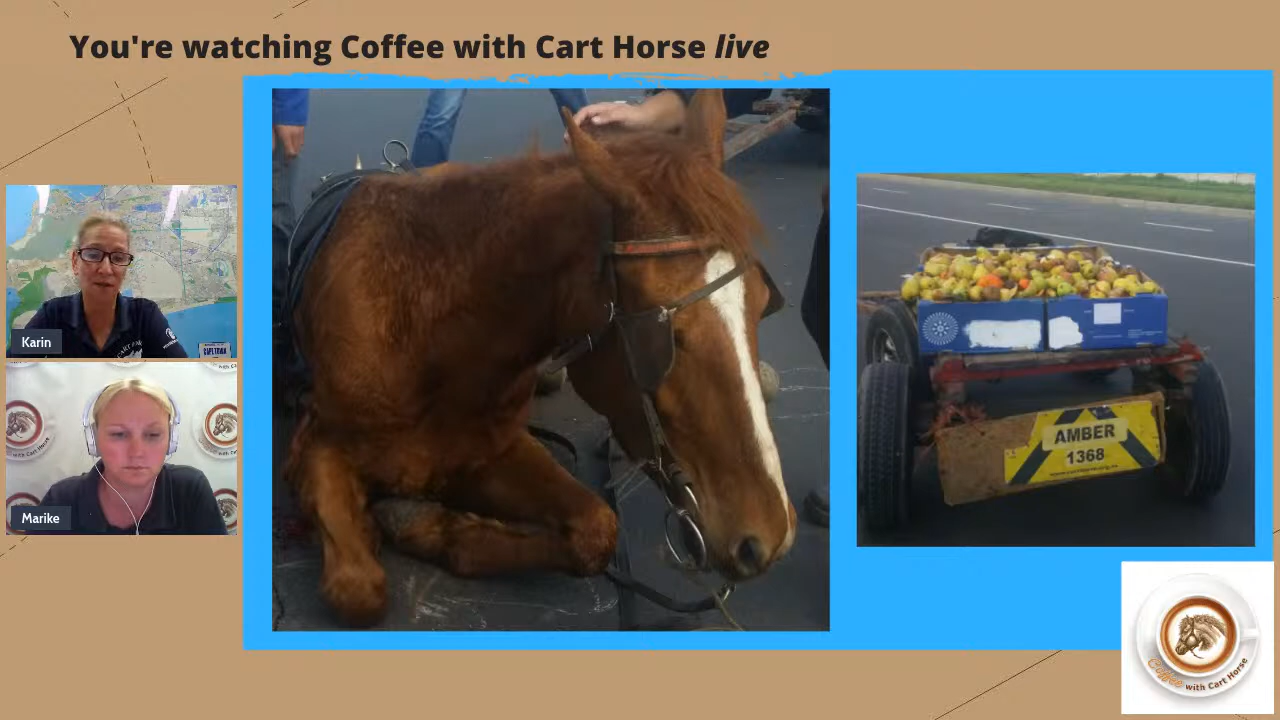 You're watching Coffee with Cart Horse live
Karin
Marike
AMBER
1368
Coffee with Cart Horse